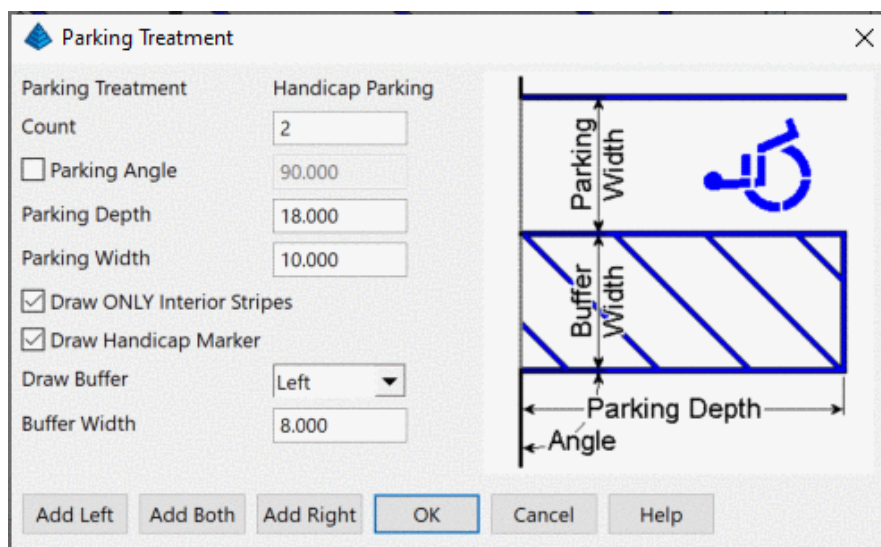 Parking Treatment
Parking Treatment Handicap Parking
Count 2
Parking Angle 90.000
Parking Depth 18.000
Parking Width 10.000
Draw ONLY Interior Stripes
Draw Handicap Marker
Draw Buffer Left
Buffer Width 8.000
Parking
Width
Buffer
Width
Parking Depth
Angle
Add Left Add Both Add Right OK Cancel Help